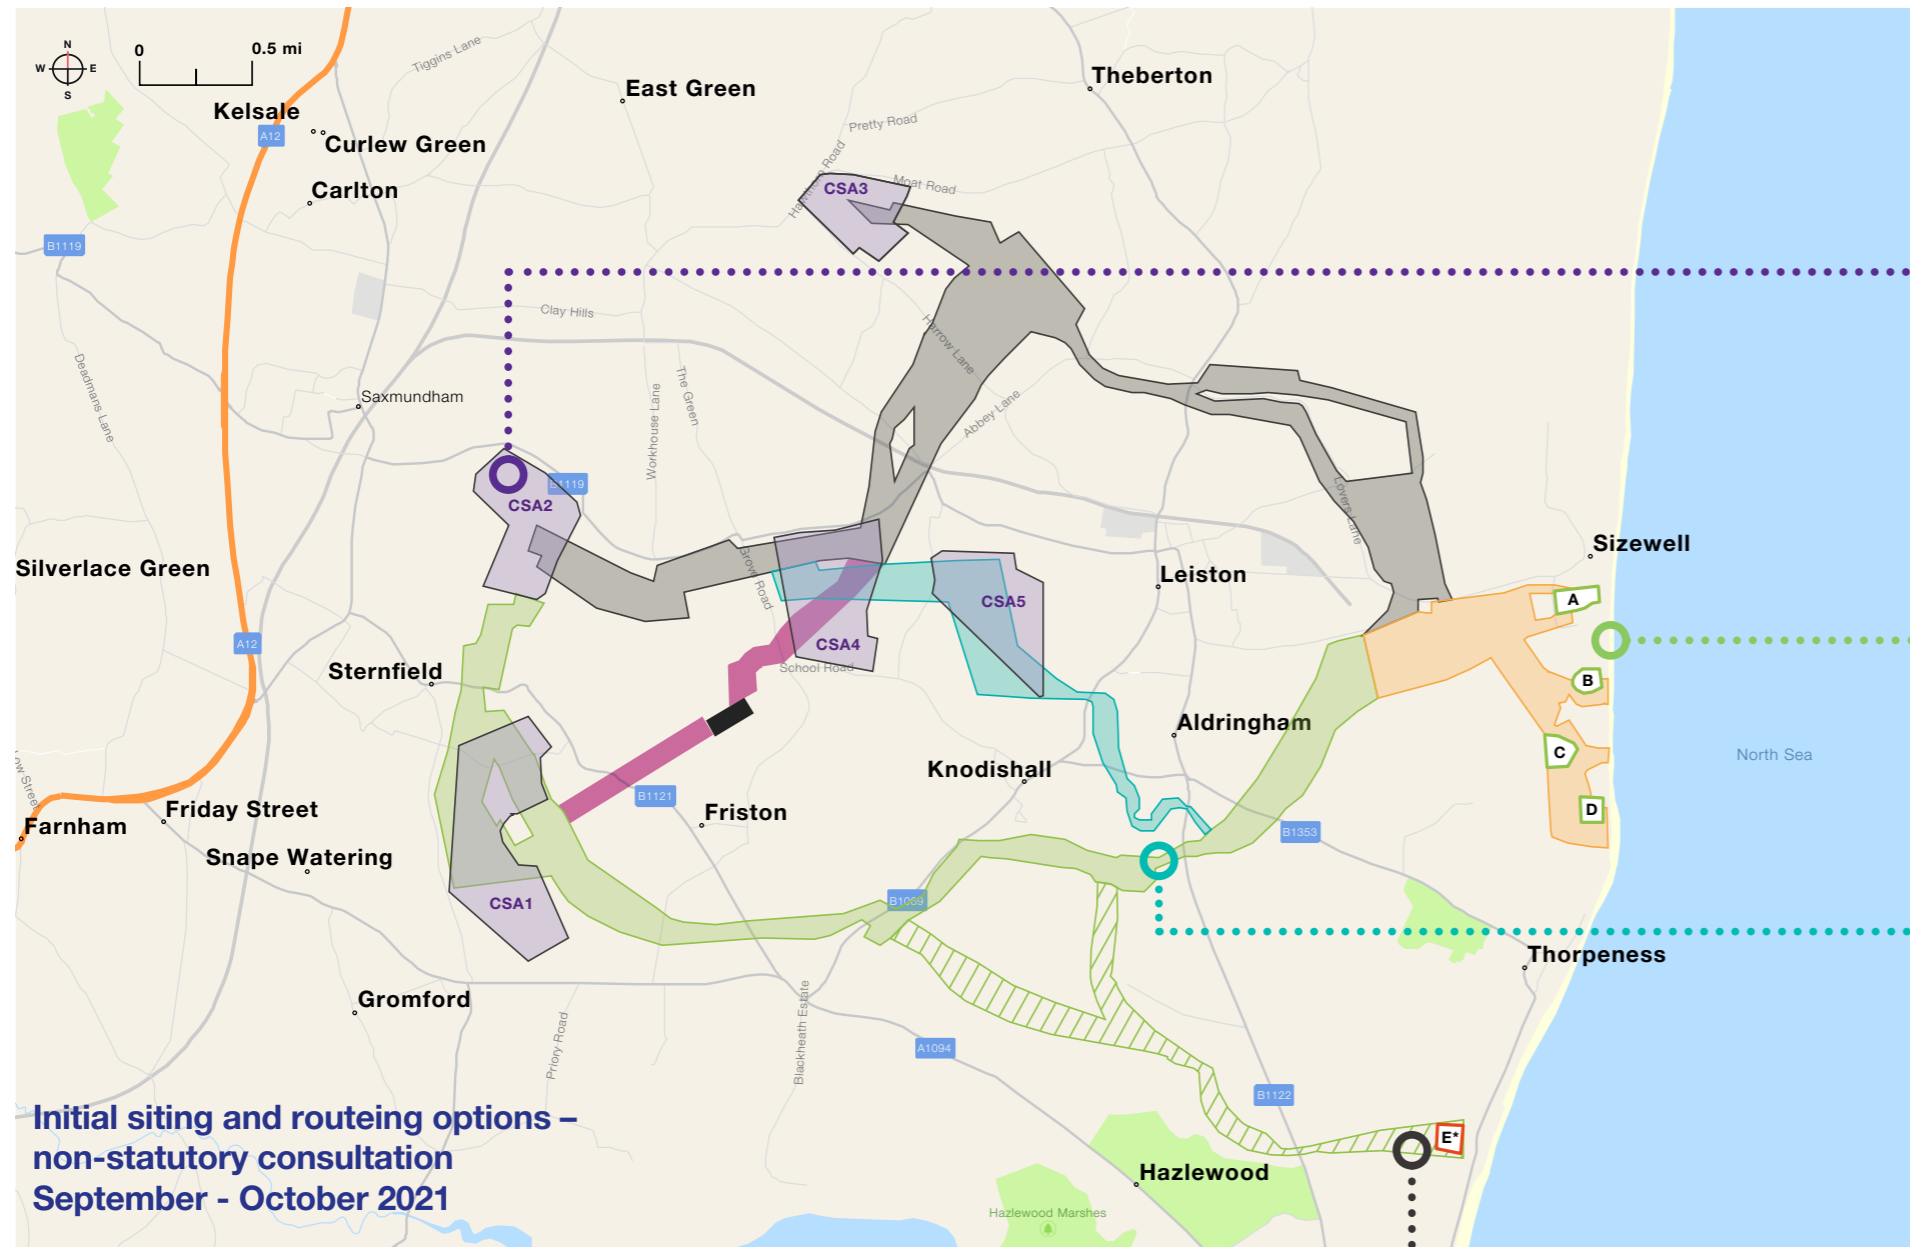 N
W E
S
0 0.5 mi
Tiggins Lane
East Green
Theberton
Kelsale
A12
Curlew Green
Pretty Road
Carlton
CSA3
Moat Road
B1119
Clay Hills
Harrow Lane
Deadmans Lane
Saxmundham
The Green
Workhouse Lane
Abbey Lane
B1119
CSA2
Lovers Lane
Silverlace Green
Grove Road
Sizewell
Leiston
CSA5
A
A12
CSA4
Sternfield
School Road
B
Aldringham
C
North Sea
Knodishall
B1121
Friston
D
Friday Street
Farnham
B1353
Snape Watering
CSA1
B1069
Thorpeness
Gromford
Priory Road
Blackheath Estate
A1094
B1122
E*
Hazlewood
Hazlewood Marshes
Initial siting and routeing options –
non-statutory consultation
September - October 2021